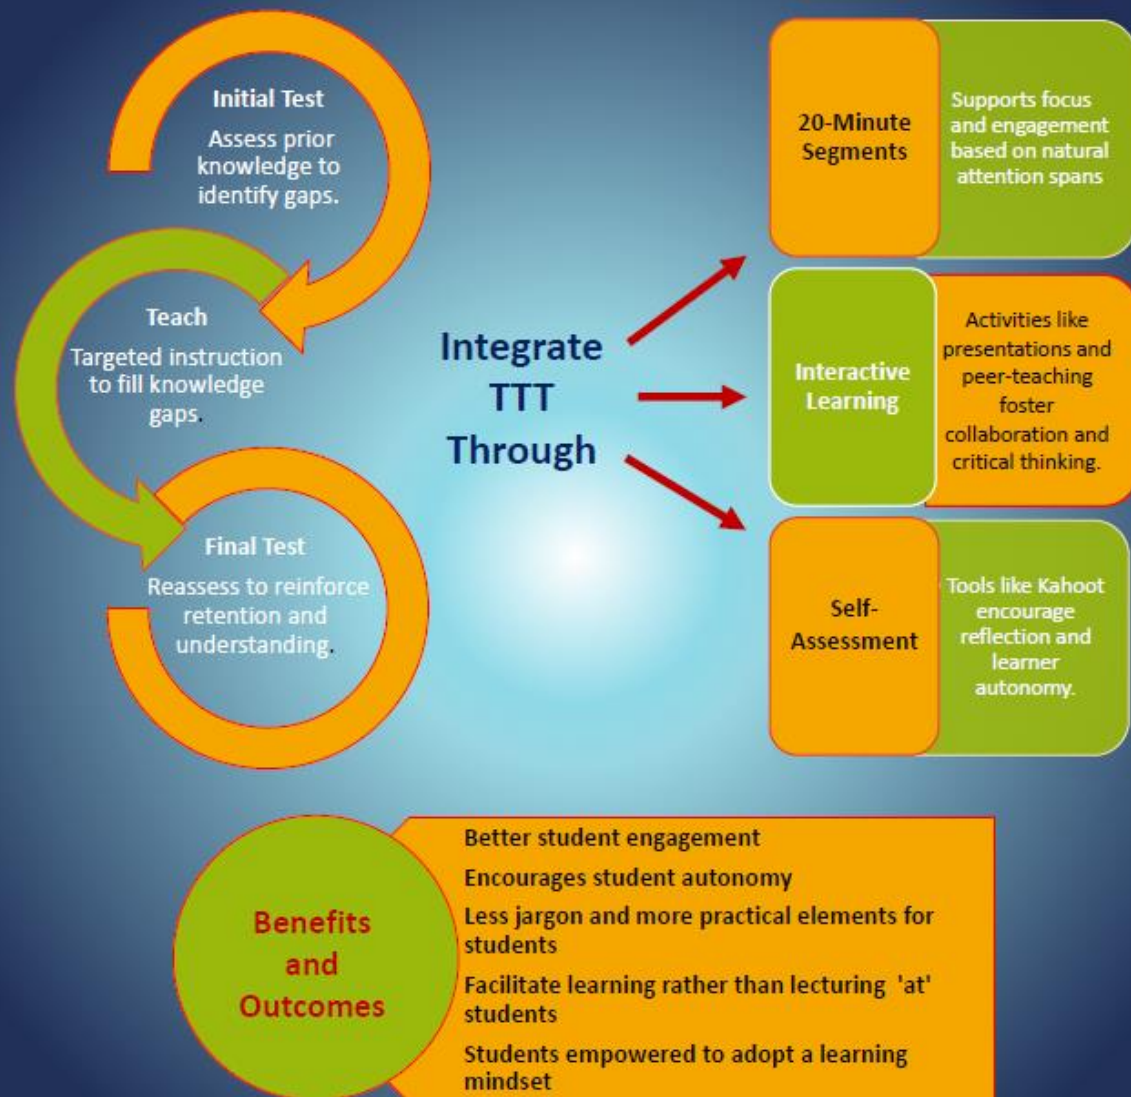 Initial Test
Assess prior
knowledge to
identify gaps.
Teach
Targeted instruction
to fill knowledge
gaps.
Final Test
Reassess to reinforce
retention and
understanding.
Integrate
TTT
Through
20-Minute
Segments
Supports focus
and engagement
based on natural
attention spans
Interactive
Learning
Activities like
presentations and
peer-teaching
foster
collaboration and
critical thinking.
Self-
Assessment
Tools like Kahoot
encourage
reflection and
learner
autonomy.
Benefits
and
Outcomes
Better student engagement
Encourages student autonomy
Less jargon and more practical elements for
students
Facilitate learning rather than lecturing 'at'
students
Students empowered to adopt a learning
mindset